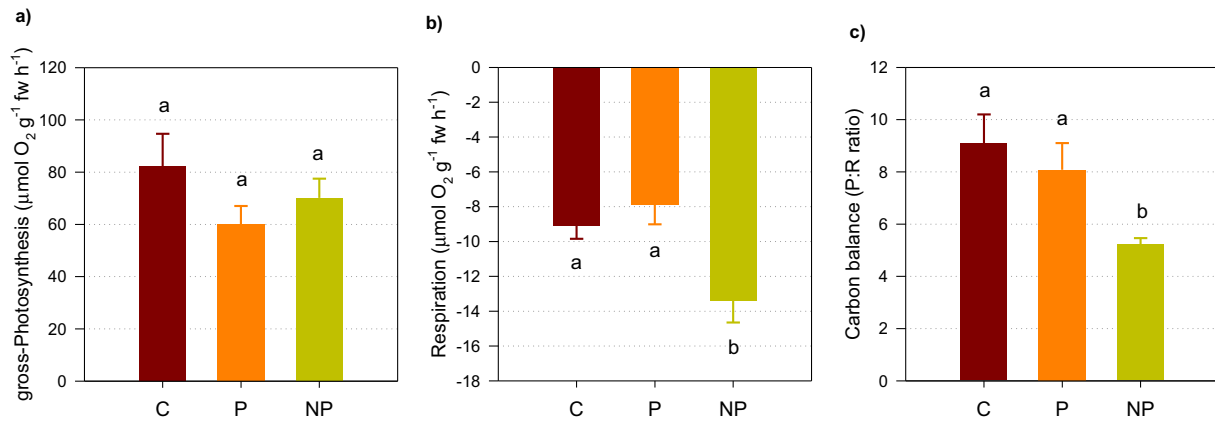 a)
gross-Photosynthesis (μmol O₂ g⁻¹ fw h⁻¹)
120
100
80
60
40
20
0
a
a
a
C P NP
b)
Respiration (μmol O₂ g⁻¹ fw h⁻¹)
0
-2
-4
-6
-8
-10
-12
-14
-16
-18
a
a
b
C P NP
c)
Carbon balance (P:R ratio)
12
10
8
6
4
2
0
a
a
b
C P NP